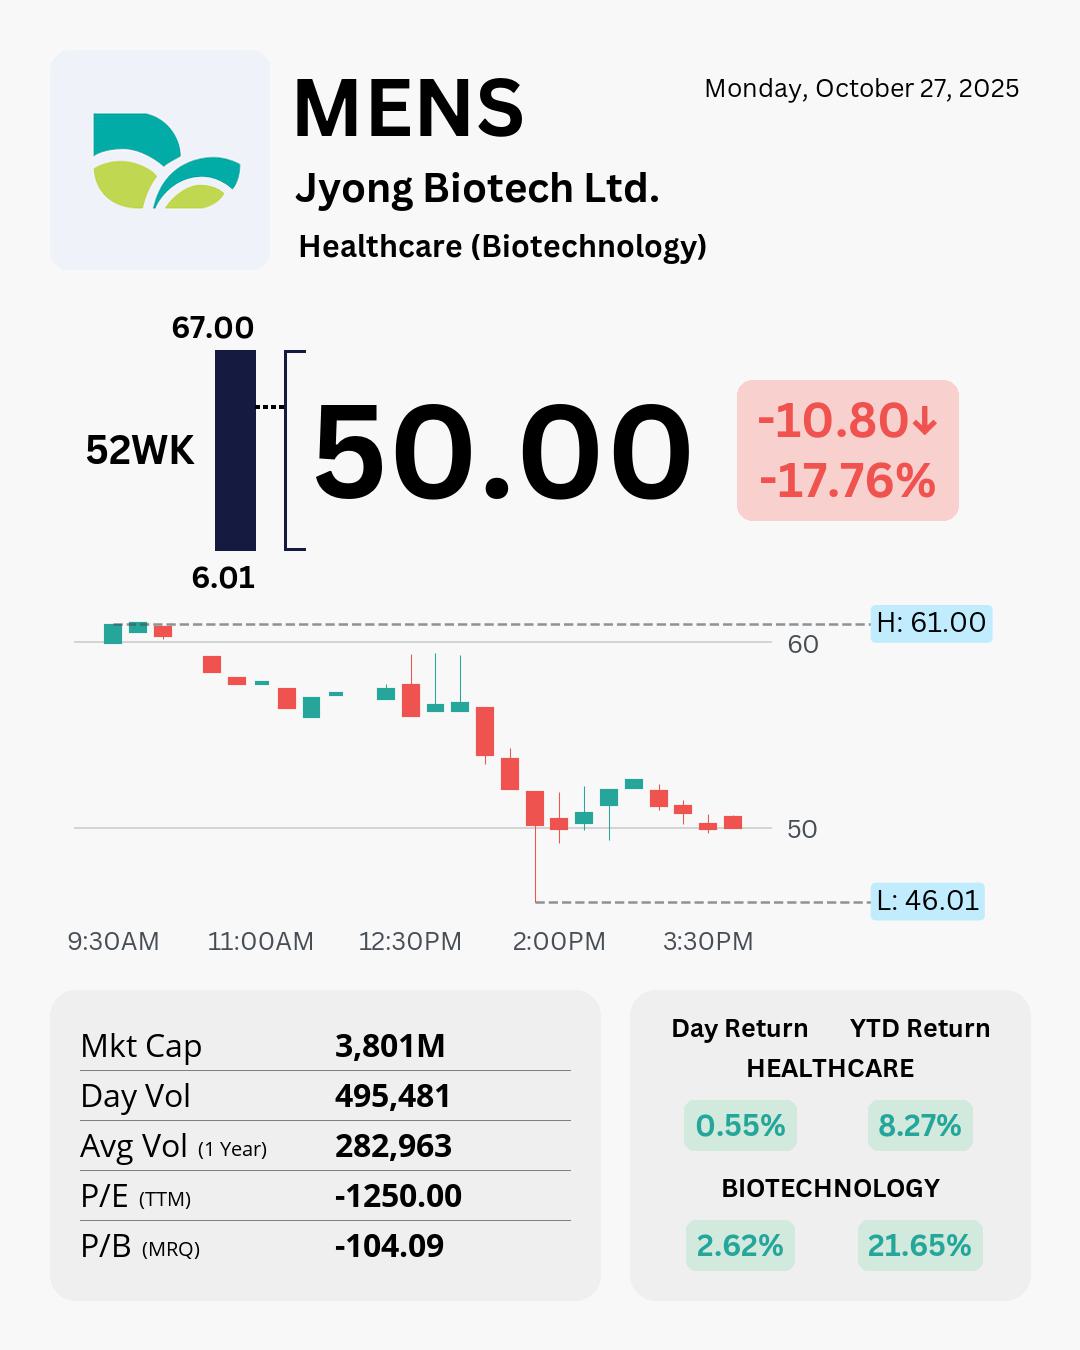 MENS
Monday, October 27, 2025
Jyong Biotech Ltd.
Healthcare (Biotechnology)
67.00
52WK
50.00
-10.80↓
-17.76%
6.01
H: 61.00
60
50
L: 46.01
9:30AM 11:00AM 12:30PM 2:00PM 3:30PM
Mkt Cap 3,801M
Day Vol 495,481
Avg Vol (1 Year) 282,963
P/E (TTM) -1250.00
P/B (MRQ) -104.09
Day Return YTD Return
HEALTHCARE
0.55% 8.27%
BIOTECHNOLOGY
2.62% 21.65%